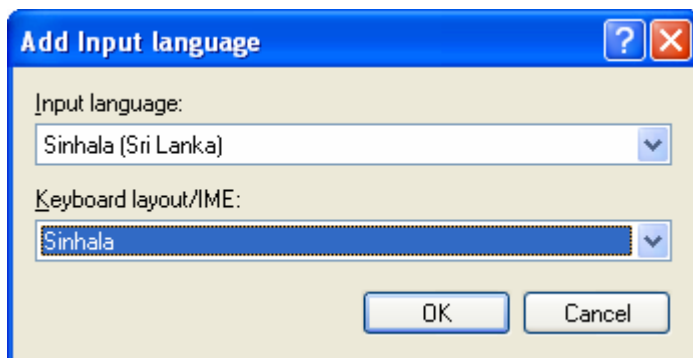 Add Input language
Input language:
Sinhala (Sri Lanka)
Keyboard layout/IME:
Sinhala
OK Cancel